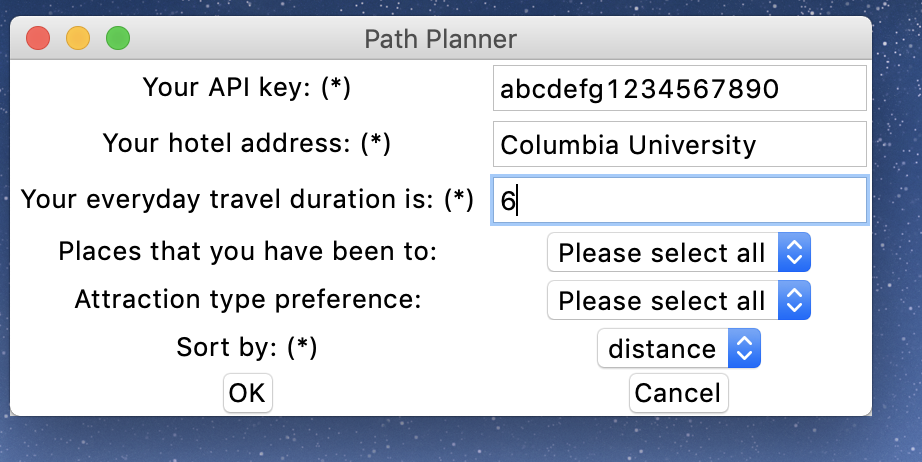 Path Planner
Your API key: (*) abcdefg1234567890
Your hotel address: (*) Columbia University
Your everyday travel duration is: (*) 6
Places that you have been to: Please select all
Attraction type preference: Please select all
Sort by: (*) distance
OK Cancel